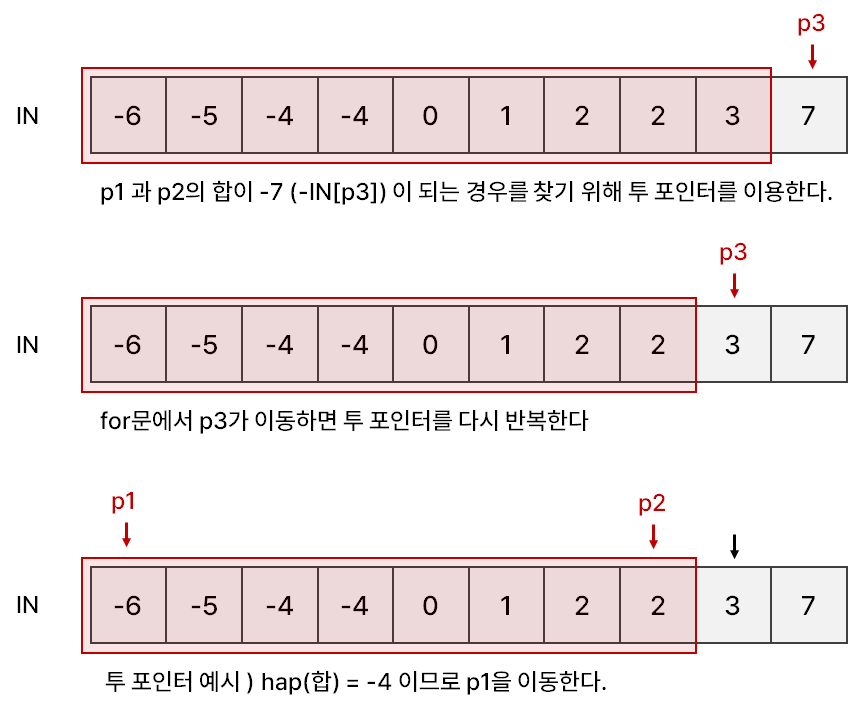 p3
IN -6 -5 -4 -4 0 1 2 2 3 7
p1 과 p2의 합이 -7 (-IN[p3]) 이 되는 경우를 찾기 위해 투 포인터를 이용한다.
p3
IN -6 -5 -4 -4 0 1 2 2 3 7
for문에서 p3가 이동하면 투 포인터를 다시 반복한다
p1 p2
IN -6 -5 -4 -4 0 1 2 2 3 7
투 포인터 예시 ) hap(합) = -4 이므로 p1을 이동한다.